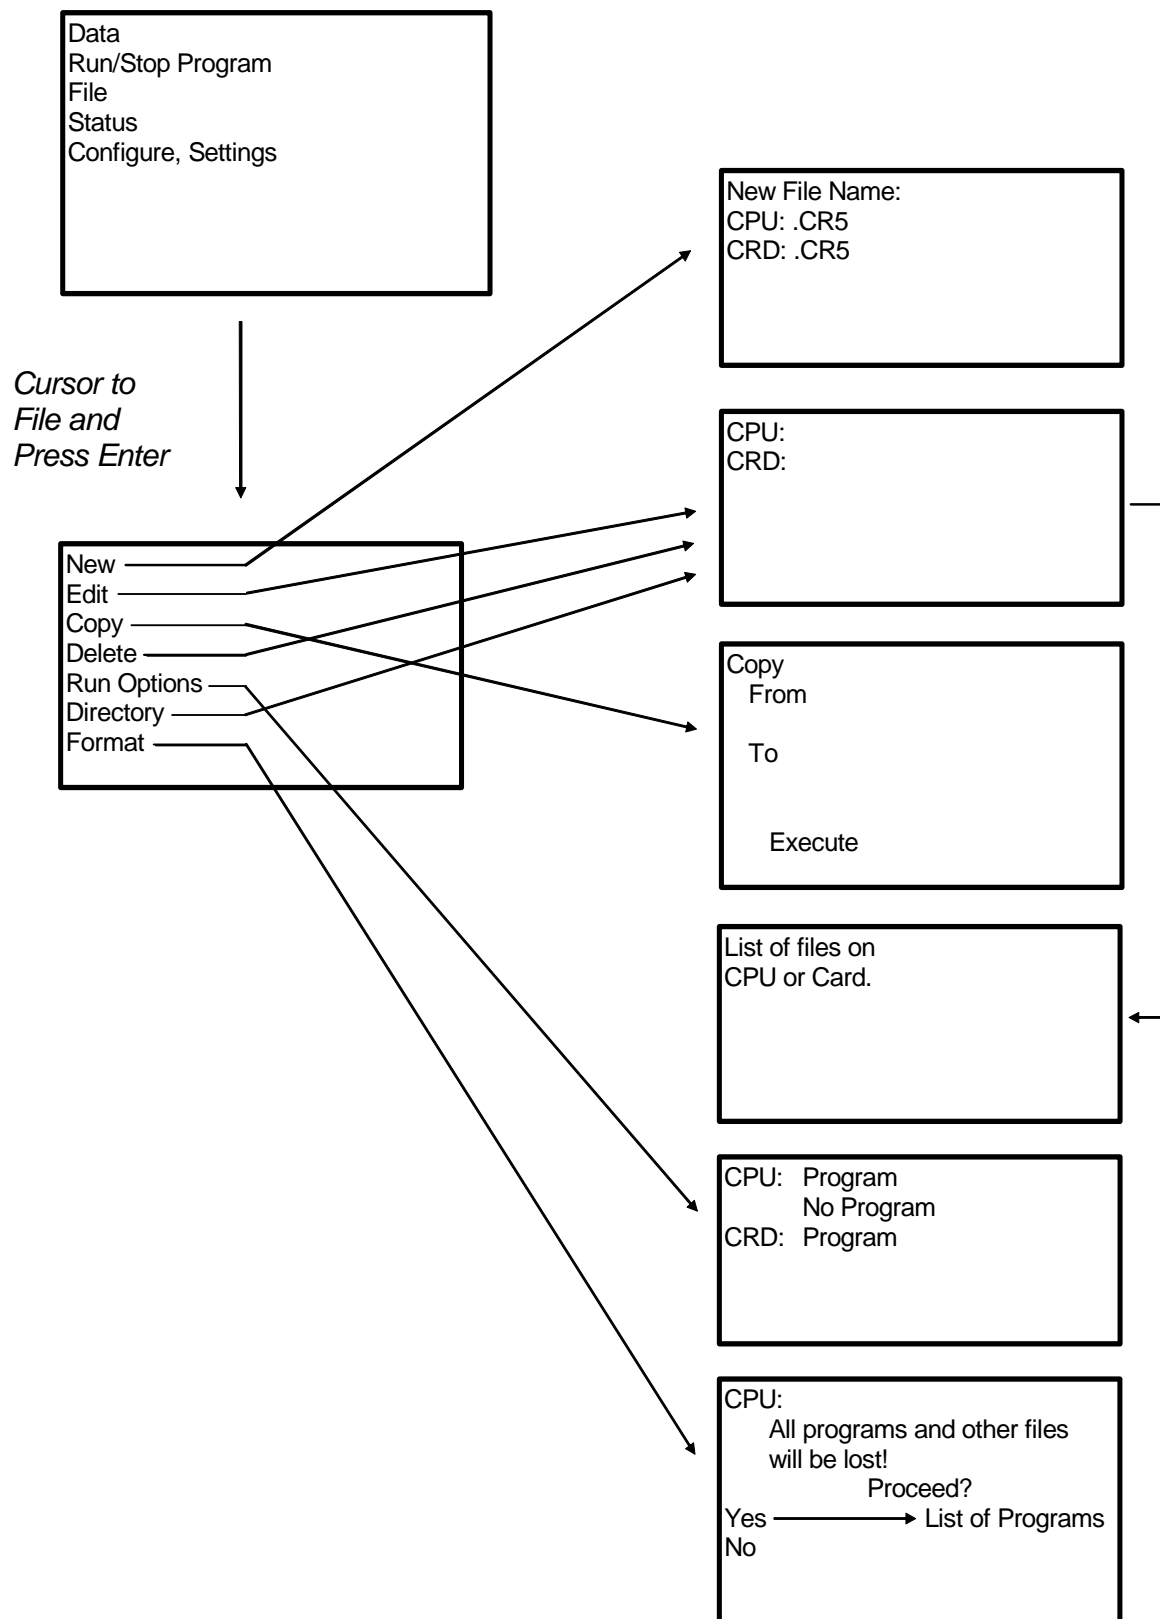 Data
Run/Stop Program
File
Status
Configure, Settings
Cursor to
File and
Press Enter
New
Edit
Copy
Delete
Run Options
Directory
Format
New File Name:
CPU: .CR5
CRD: .CR5
CPU:
CRD:
Copy
From
To
Execute
List of files on
CPU or Card.
CPU: Program
No Program
CRD: Program
CPU:
All programs and other files
will be lost!
Proceed?
Yes List of Programs
No